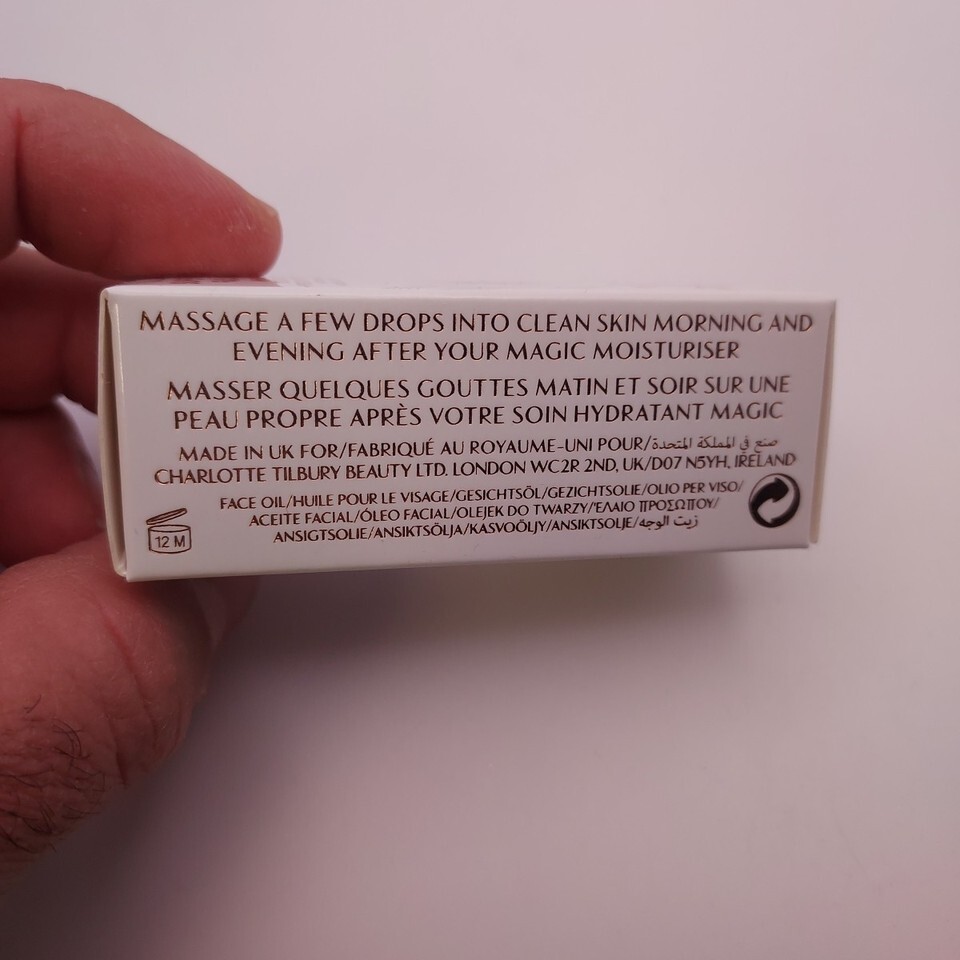 MASSAGE A FEW DROPS INTO CLEAN SKIN MORNING AND
EVENING AFTER YOUR MAGIC MOISTURISER
MASSER QUELQUES GOUTTES MATIN ET SOIR SUR UNE
PEAU PROPRE APRÈS VOTRE SOIN HYDRATANT MAGIC
MADE IN UK FOR/FABRIQUÉ AU ROYAUME-UNI POUR/صنع في المملكة المتحدة
CHARLOTTE TILBURY BEAUTY LTD. LONDON WC2R 2ND, UK/D07 N5YH, IRELAND
FACE OIL/HUILE POUR LE VISAGE/GESICHTSÖL/GEZICHTSOLIE/OLIO PER VISO/
ACEITE FACIAL/ÓLEO FACIAL/OLEJEK DO TWARZY/ΈΛΑΙΟ ΠΡΟΣΩΠΟΥ/
ANSIGTSOLIE/ANSIKTSÖLJA/KASVOÖLJY/ANSIKTSOLJE/زيت الوجه
12 M